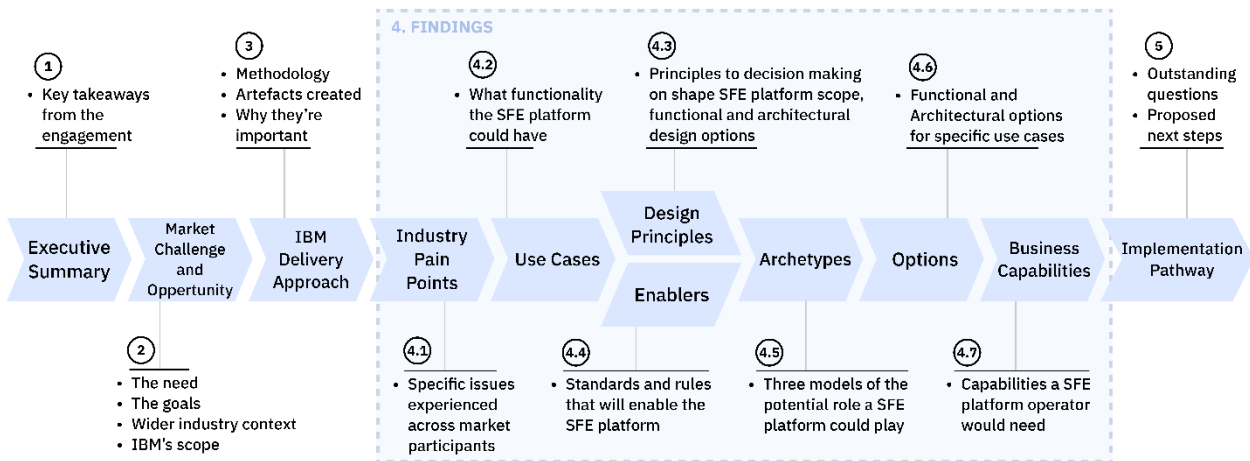 4. FINDINGS
1
• Key takeaways
from the
engagement
3
• Methodology
• Artefacts created
• Why they're
important
4.2
• What functionality
the SFE platform
could have
4.3
• Principles to decision making
on shape SFE platform scope,
functional and architectural
design options
4.6
• Functional and
Architectural options
for specific use cases
5
• Outstanding
questions
• Proposed
next steps
Executive
Summary
Market
Challenge
and
Opportunity
IBM
Delivery
Approach
Industry
Pain
Points
Use Cases
Design
Principles
Enablers
Archetypes
Options
Business
Capabilities
Implementation
Pathway
2
• The need
• The goals
• Wider industry context
• IBM's scope
4.1
• Specific issues
experienced
across market
participants
4.4
• Standards and rules
that will enable the
SFE platform
4.5
• Three models of the
potential role a SFE
platform could play
4.7
• Capabilities a SFE
platform operator
would need